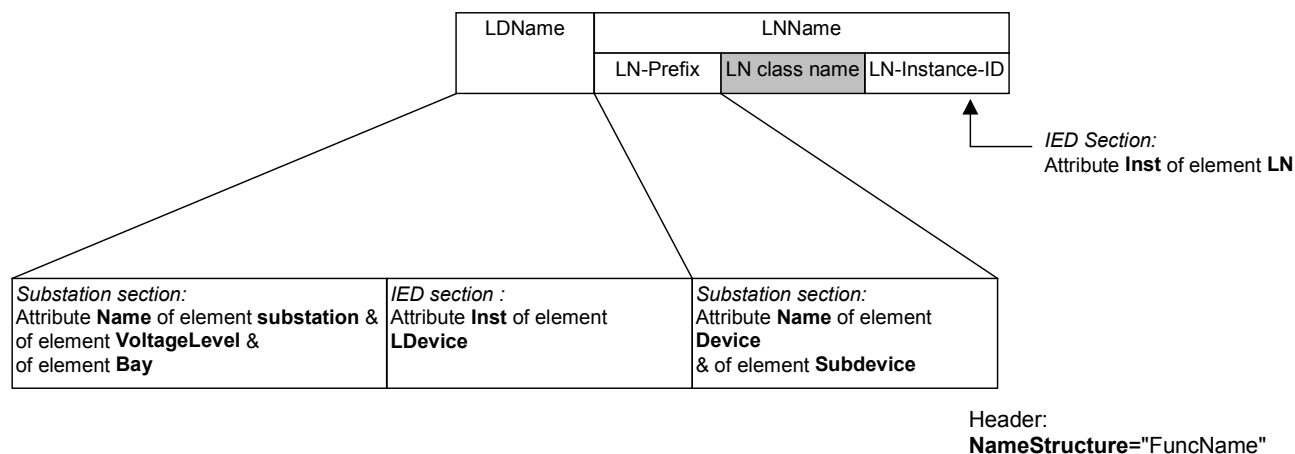 LDName
LNName
LN-Prefix
LN class name
LN-Instance-ID
IED Section:
Attribute Inst of element LN
Substation section:
Attribute Name of element substation &
of element VoltageLevel &
of element Bay
IED section :
Attribute Inst of element
LDevice
Substation section:
Attribute Name of element
Device
& of element Subdevice
Header:
NameStructure="FuncName"